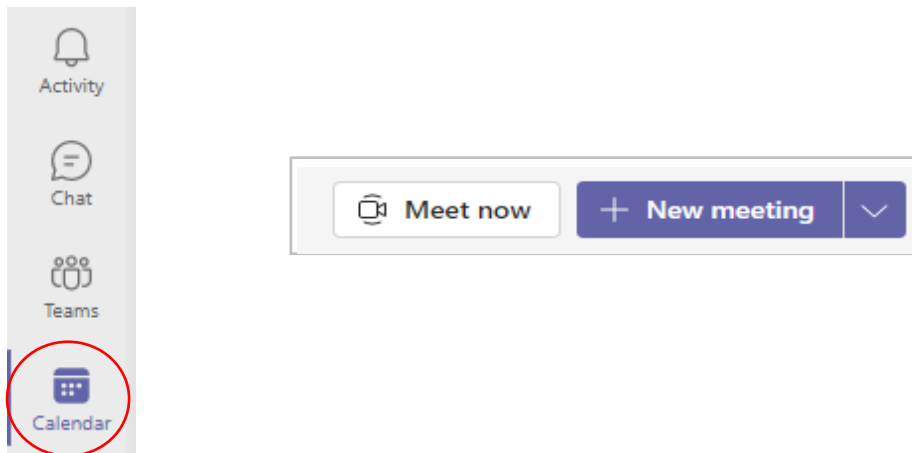 Activity
Chat
Teams
Calendar
Meet now
New meeting